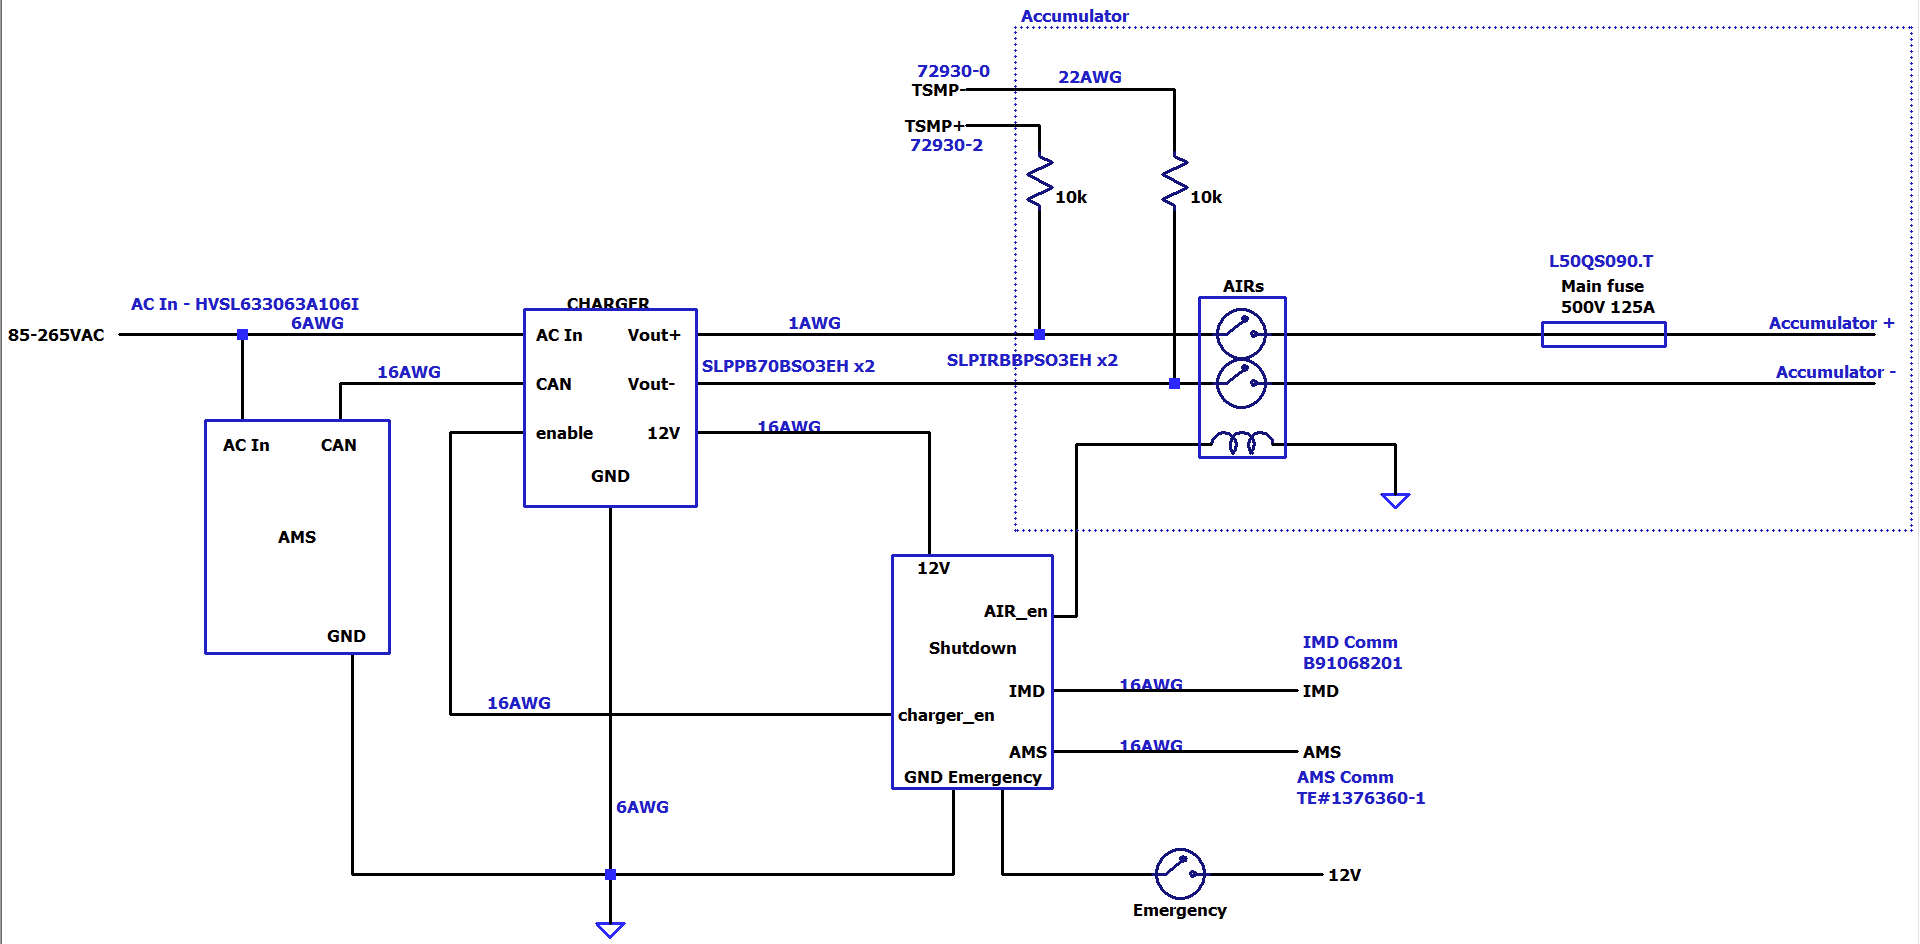 Accumulator
72930-0
22AWG
TSMP-
TSMP+
72930-2
10k
10k
L50QS090.T
AIRs
Main fuse
500V 125A
AC In - HVSL633063A106I
CHARGER
6AWG
1AWG
Accumulator +
85-265VAC
AC In
Vout+
16AWG
SLPPB70BSO3EH x2
SLPIRBBPSO3EH x2
Accumulator -
CAN
Vout-
16AWG
enable
12V
AC In
CAN
GND
AMS
12V
AIR_en
GND
Shutdown
IMD Comm
B91068201
16AWG
IMD
IMD
16AWG
charger_en
16AWG
AMS
AMS
GND Emergency
AMS Comm
TE#1376360-1
6AWG
12V
Emergency